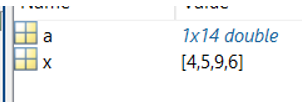 Name Value
a 1x14 double
x [4,5,9,6]